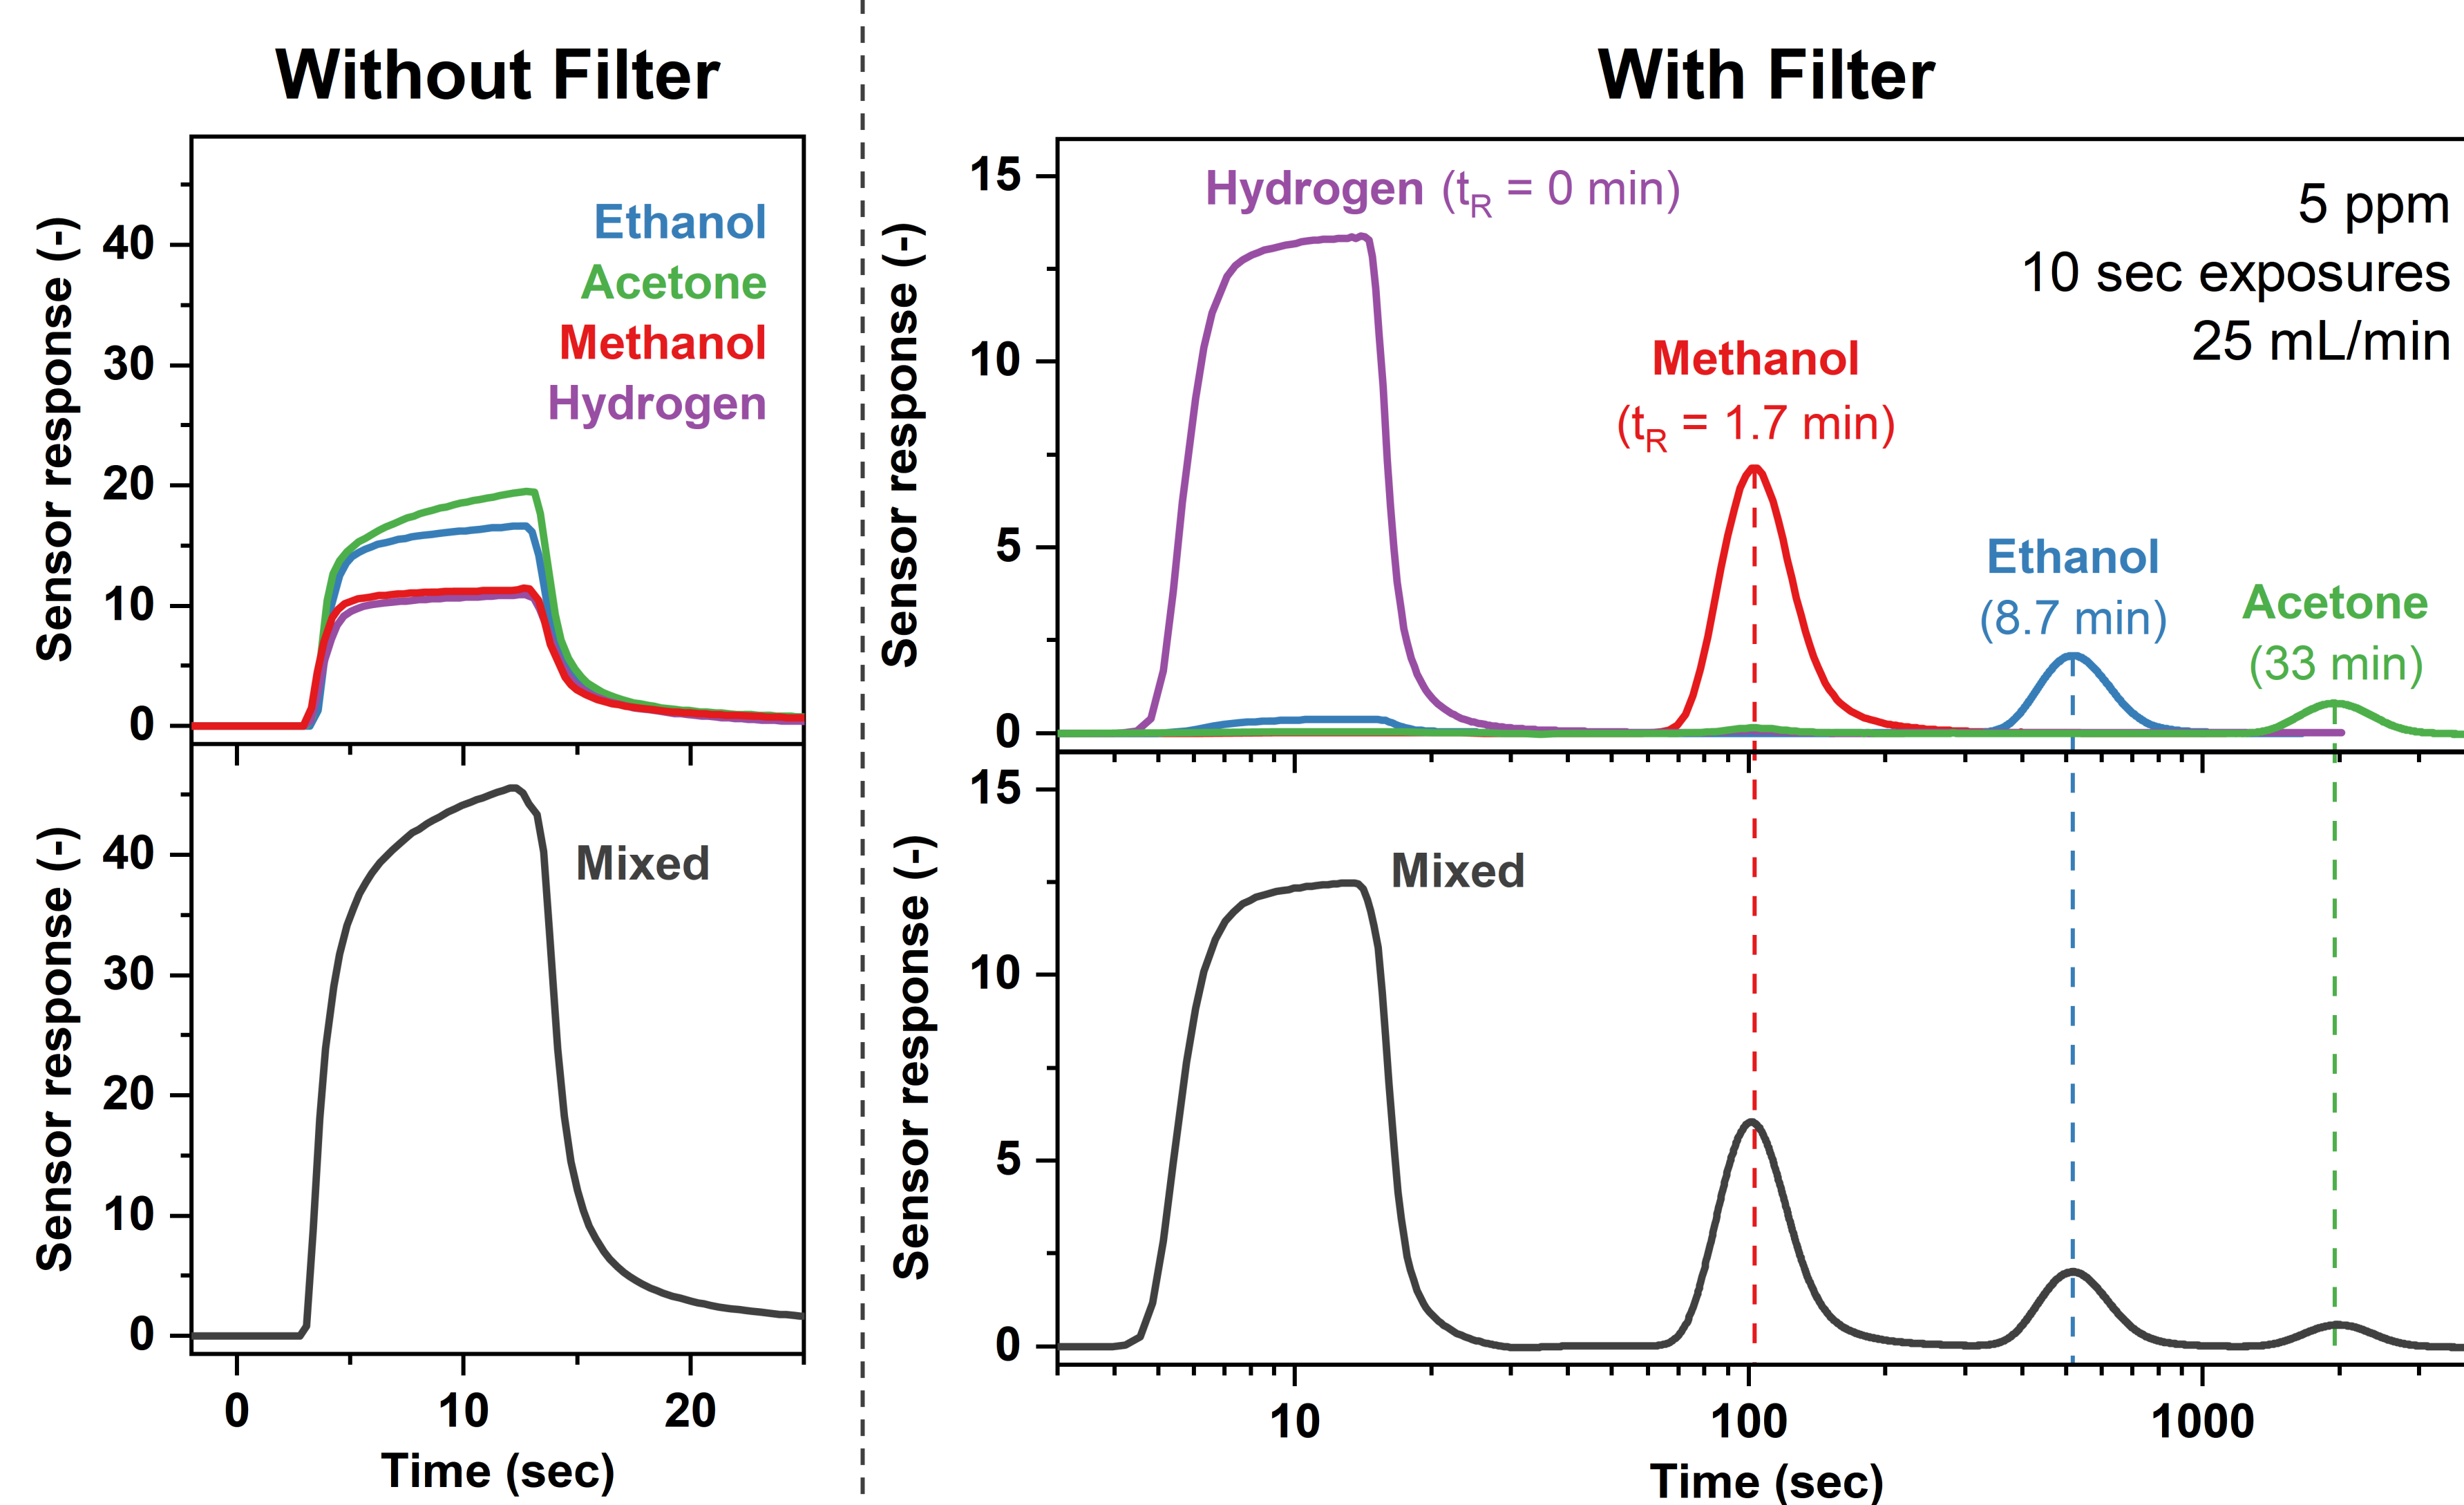 Without Filter
Sensor response (-)
40
30
20
10
0
Ethanol
Acetone
Methanol
Hydrogen
Sensor response (-)
40
30
20
10
0
Mixed
0 10 20
Time (sec)
With Filter
Sensor response (-)
15
10
5
0
Hydrogen (tR = 0 min)
Methanol
(tR = 1.7 min)
Ethanol
(8.7 min)
Acetone
(33 min)
5 ppm
10 sec exposures
25 mL/min
Sensor response (-)
15
10
5
0
Mixed
10 100 1000
Time (sec)